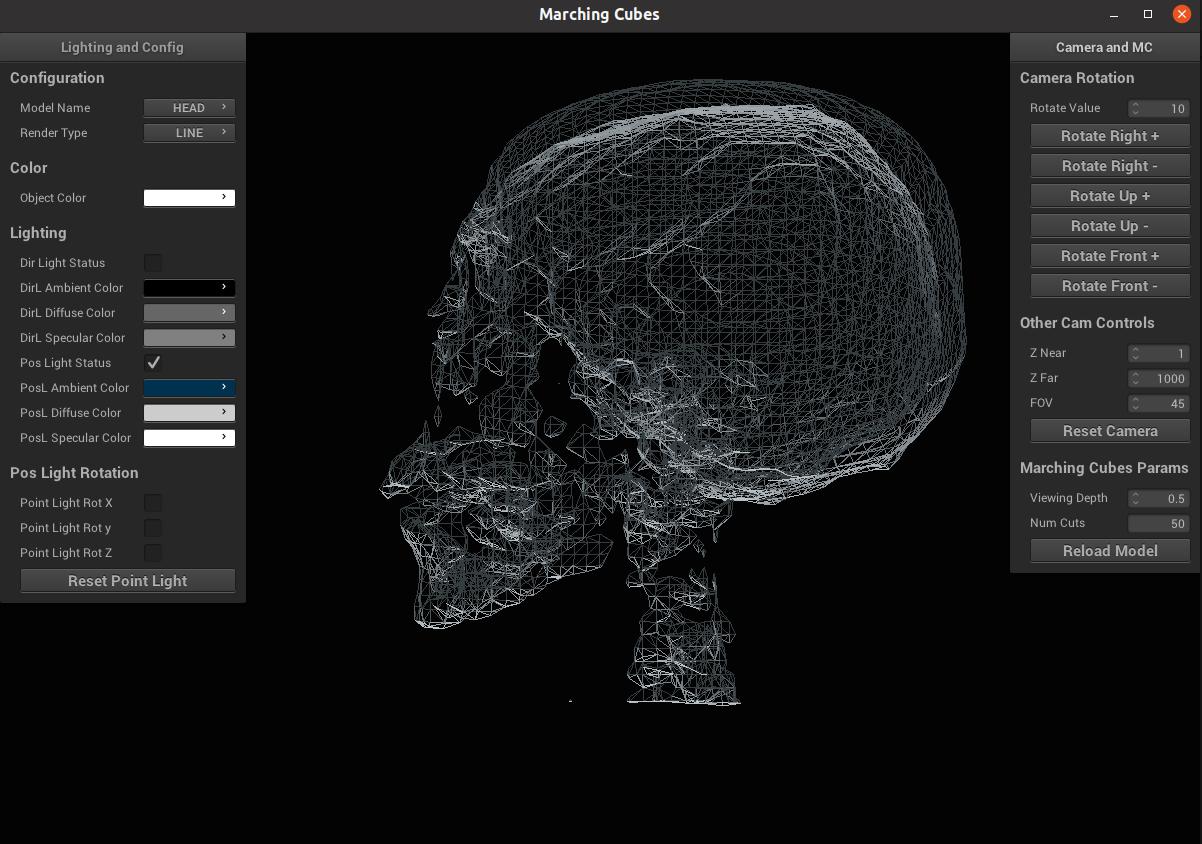 Marching Cubes
Lighting and Config
Configuration
Model Name HEAD
Render Type LINE
Color
Object Color
Lighting
Dir Light Status
DirL Ambient Color
DirL Diffuse Color
DirL Specular Color
Pos Light Status
PosL Ambient Color
PosL Diffuse Color
PosL Specular Color
Pos Light Rotation
Point Light Rot X
Point Light Rot y
Point Light Rot Z
Reset Point Light
Camera and MC
Camera Rotation
Rotate Value 10
Rotate Right +
Rotate Right -
Rotate Up +
Rotate Up -
Rotate Front +
Rotate Front -
Other Cam Controls
Z Near 1
Z Far 1000
FOV 45
Reset Camera
Marching Cubes Params
Viewing Depth 0.5
Num Cuts 50
Reload Model